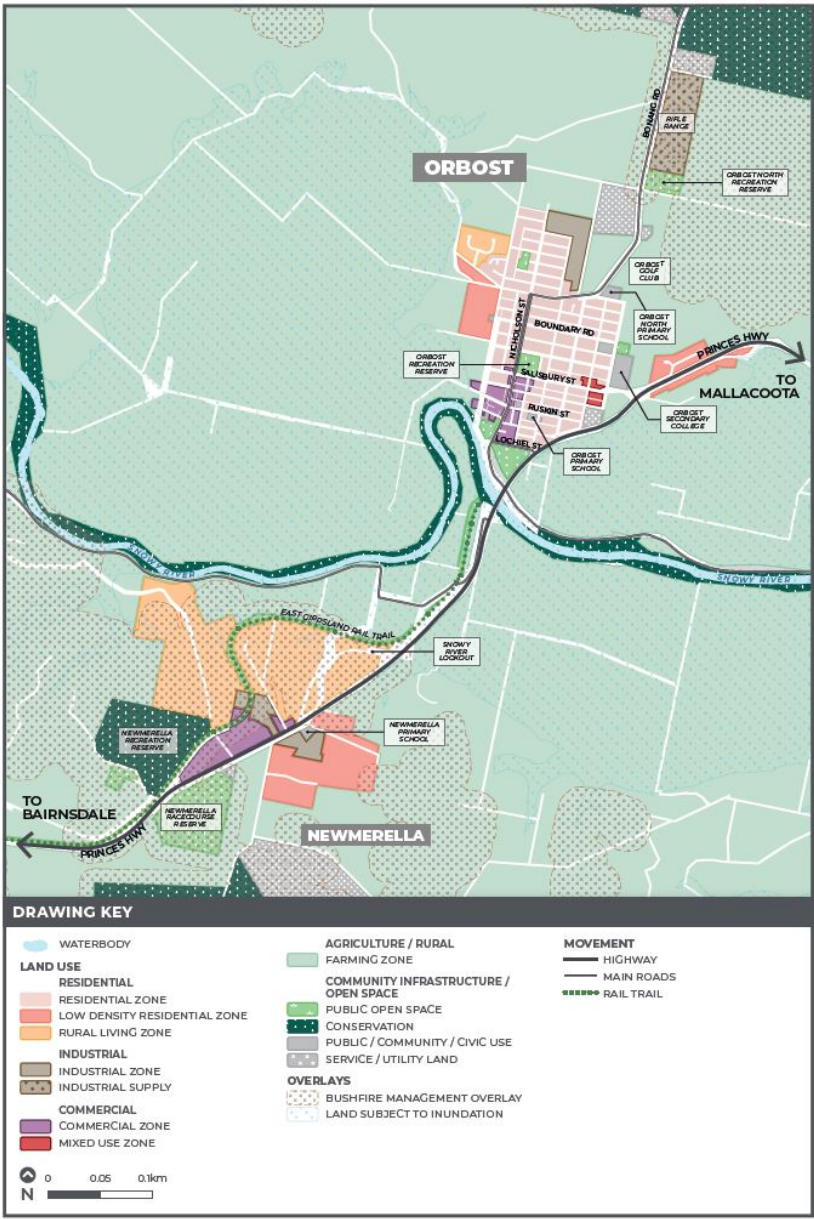 ORBOST
BONANG RD
RIFLE
RANGE
ORBOST NORTH
RECREATION
RESERVE
ORBOST
GOLF
CLUB
ORBOST
NORTH
PRIMARY
SCHOOL
NICHOLSON ST
BOUNDARY RD
PRINCES HWY
TO
MALLACOOTA
ORBOST
RECREATION
RESERVE
SALISBURY ST
RUSKIN ST
ORBOST
SECONDARY
COLLEGE
LOCHIEL ST
ORBOST
PRIMARY
SCHOOL
SNOWY RIVER
SNOWY RIVER
EAST GIPPSLAND RAIL TRAIL
SNOWY
RIVER
LOOKOUT
NEWMERELLA
RECREATION
RESERVE
NEWMERELLA
PRIMARY
SCHOOL
TO
BAIRNSDALE
NEWMERELLA
RACECOURSE
RESERVE
PRINCES HWY
NEWMERELLA
DRAWING KEY
WATERBODY
LAND USE
RESIDENTIAL
RESIDENTIAL ZONE
LOW DENSITY RESIDENTIAL ZONE
RURAL LIVING ZONE
INDUSTRIAL
INDUSTRIAL ZONE
INDUSTRIAL SUPPLY
COMMERCIAL
COMMERCIAL ZONE
MIXED USE ZONE
AGRICULTURE / RURAL
FARMING ZONE
COMMUNITY INFRASTRUCTURE /
OPEN SPACE
PUBLIC OPEN SPACE
CONSERVATION
PUBLIC / COMMUNITY / CIVIC USE
SERVICE / UTILITY LAND
OVERLAYS
BUSHFIRE MANAGEMENT OVERLAY
LAND SUBJECT TO INUNDATION
MOVEMENT
HIGHWAY
MAIN ROADS
RAIL TRAIL
0 0.05 0.1km
N